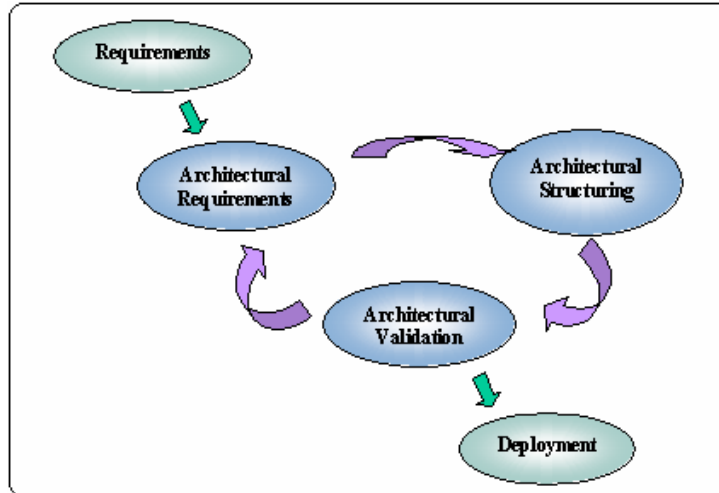 Requirements
Architectural
Requirements
Architectural
Structuring
Architectural
Validation
Deployment